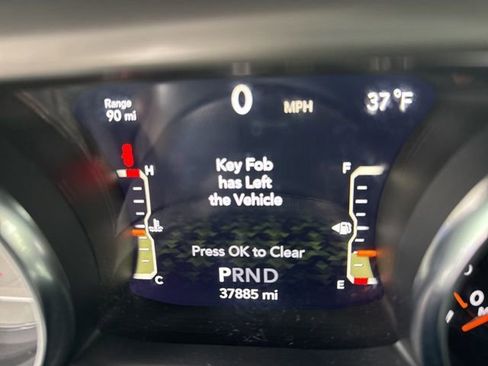 Range
90 mi
0 MPH
37 °F
H
F
Key Fob
has Left
the Vehicle
Press OK to Clear
C
PRND
E
37885 mi
0